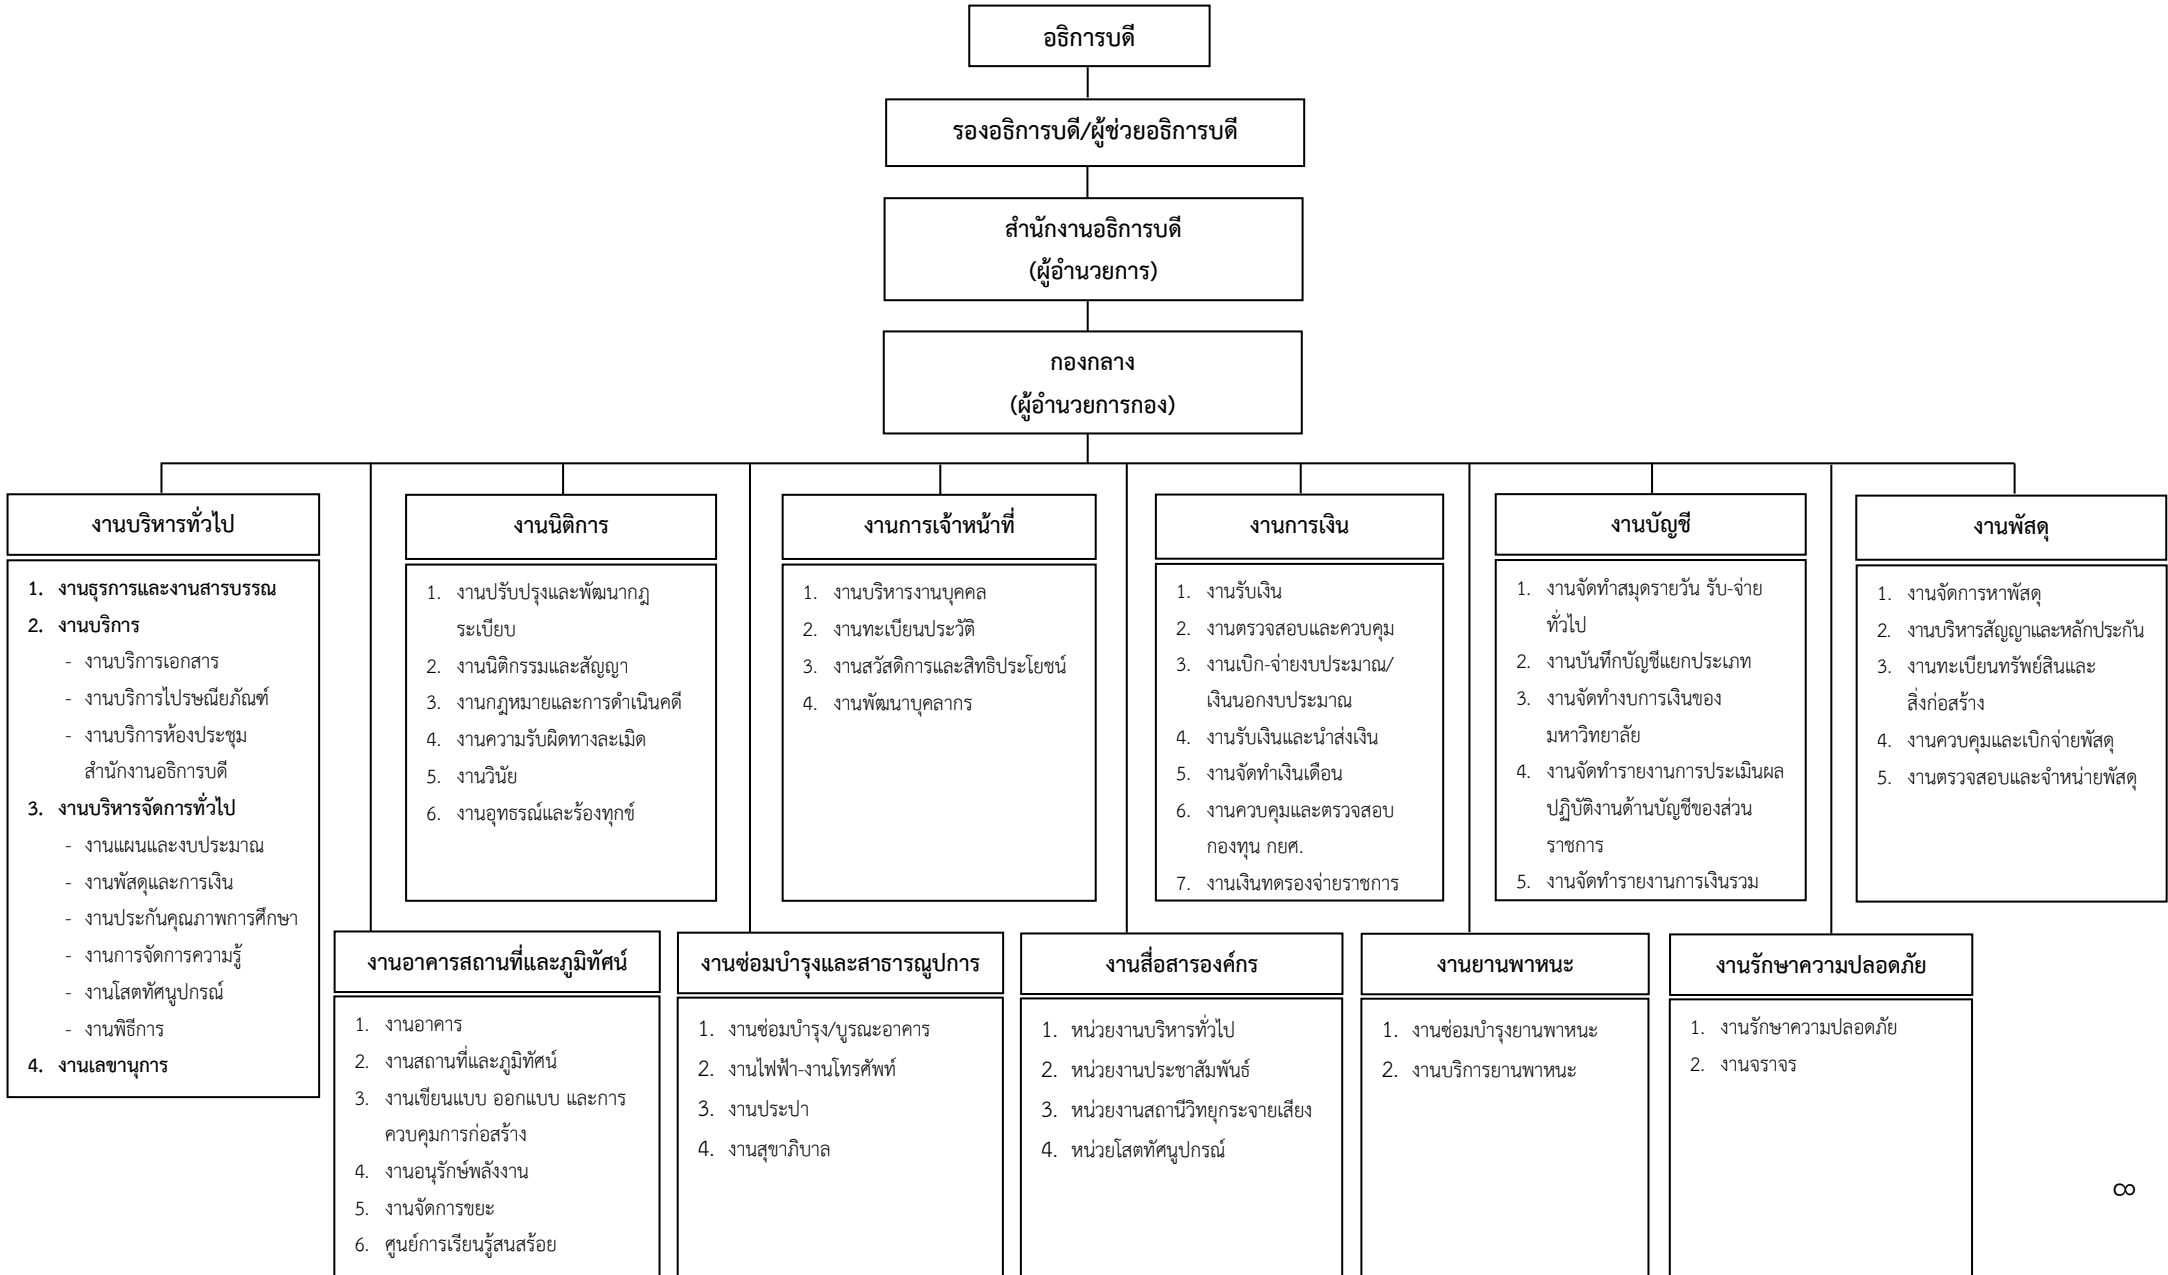 อธิการบดี
รองอธิการบดี/ผู้ช่วยอธิการบดี
สำนักงานอธิการบดี
(ผู้อำนวยการ)
กองกลาง
(ผู้อำนวยการกอง)
งานบริหารทั่วไป
1. งานธุรการและงานสารบรรณ
2. งานบริการ
- งานบริการเอกสาร
- งานบริการไปรษณียภัณฑ์
- งานบริการห้องประชุม
สำนักงานอธิการบดี
3. งานบริหารจัดการทั่วไป
- งานแผนและงบประมาณ
- งานพัสดุและการเงิน
- งานประกันคุณภาพการศึกษา
- งานการจัดการความรู้
- งานโสตทัศนูปกรณ์
- งานพิธีการ
4. งานเลขานุการ
งานนิติการ
1. งานปรับปรุงและพัฒนากฎ
ระเบียบ
2. งานนิติกรรมและสัญญา
3. งานกฎหมายและการดำเนินคดี
4. งานความรับผิดทางละเมิด
5. งานวินัย
6. งานอุทธรณ์และร้องทุกข์
งานการเจ้าหน้าที่
1. งานบริหารงานบุคคล
2. งานทะเบียนประวัติ
3. งานสวัสดิการและสิทธิประโยชน์
4. งานพัฒนาบุคลากร
งานการเงิน
1. งานรับเงิน
2. งานตรวจสอบและควบคุม
3. งานเบิก-จ่ายงบประมาณ/
เงินนอกงบประมาณ
4. งานรับเงินและนำส่งเงิน
5. งานจัดทำเงินเดือน
6. งานควบคุมและตรวจสอบ
กองทุน กยศ.
7. งานเงินทดรองจ่ายราชการ
งานบัญชี
1. งานจัดทำสมุดรายวัน รับ-จ่าย
ทั่วไป
2. งานบันทึกบัญชีแยกประเภท
3. งานจัดทำงบการเงินของ
มหาวิทยาลัย
4. งานจัดทำรายงานการประเมินผล
ปฏิบัติงานด้านบัญชีของส่วน
ราชการ
5. งานจัดทำรายงานการเงินรวม
งานพัสดุ
1. งานจัดการหาพัสดุ
2. งานบริหารสัญญาและหลักประกัน
3. งานทะเบียนทรัพย์สินและ
สิ่งก่อสร้าง
4. งานควบคุมและเบิกจ่ายพัสดุ
5. งานตรวจสอบและจำหน่ายพัสดุ
งานอาคารสถานที่และภูมิทัศน์
1. งานอาคาร
2. งานสถานที่และภูมิทัศน์
3. งานเขียนแบบ ออกแบบ และการ
ควบคุมการก่อสร้าง
4. งานอนุรักษ์พลังงาน
5. งานจัดการขยะ
6. ศูนย์การเรียนรู้สนสร้อย
งานซ่อมบำรุงและสาธารณูปการ
1. งานซ่อมบำรุง/บูรณะอาคาร
2. งานไฟฟ้า-งานโทรศัพท์
3. งานประปา
4. งานสุขาภิบาล
งานสื่อสารองค์กร
1. หน่วยงานบริหารทั่วไป
2. หน่วยงานประชาสัมพันธ์
3. หน่วยงานสถานีวิทยุกระจายเสียง
4. หน่วยโสตทัศนูปกรณ์
งานยานพาหนะ
1. งานซ่อมบำรุงยานพาหนะ
2. งานบริการยานพาหนะ
งานรักษาความปลอดภัย
1. งานรักษาความปลอดภัย
2. งานจราจร
8